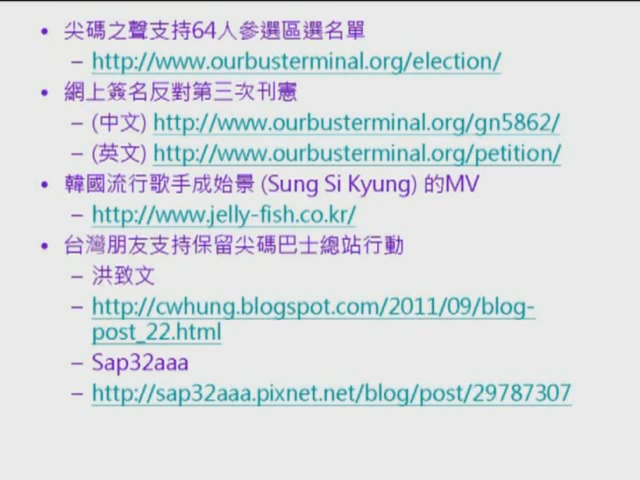 • 尖碼之聲支持64人參選區選名單
– http://www.ourbusterminal.org/election/
• 網上簽名反對第三次刊憲
– (中文) http://www.ourbusterminal.org/gn5862/
– (英文) http://www.ourbusterminal.org/petition/
• 韓國流行歌手成始景 (Sung Si Kyung) 的MV
– http://www.jelly-fish.co.kr/
• 台灣朋友支持保留尖碼巴士總站行動
– 洪致文
– http://cwhung.blogspot.com/2011/09/blog-
post_22.html
– Sap32aaa
– http://sap32aaa.pixnet.net/blog/post/29787307